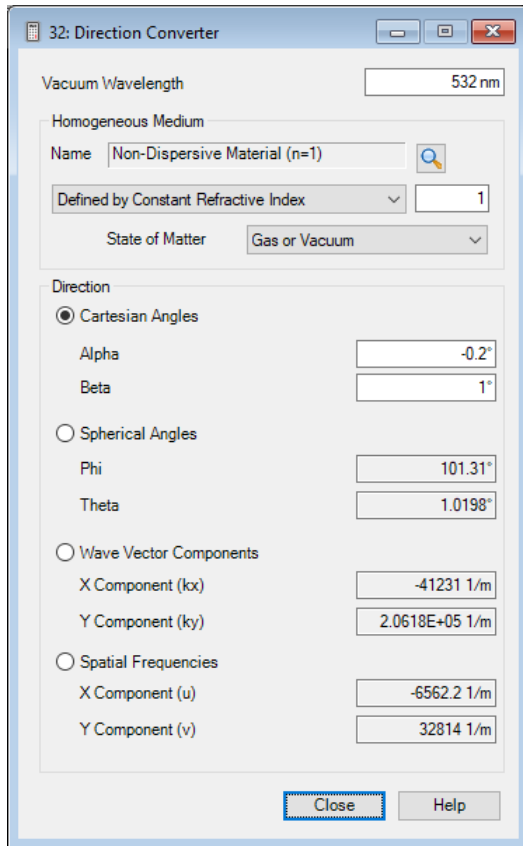 32: Direction Converter
Vacuum Wavelength 532 nm
Homogeneous Medium
Name Non-Dispersive Material (n=1)
Defined by Constant Refractive Index 1
State of Matter Gas or Vacuum
Direction
Cartesian Angles
Alpha -0.2°
Beta 1°
Spherical Angles
Phi 101.31°
Theta 1.0198°
Wave Vector Components
X Component (kx) -41231 1/m
Y Component (ky) 2.0618E+05 1/m
Spatial Frequencies
X Component (u) -6562.2 1/m
Y Component (v) 32814 1/m
Close Help